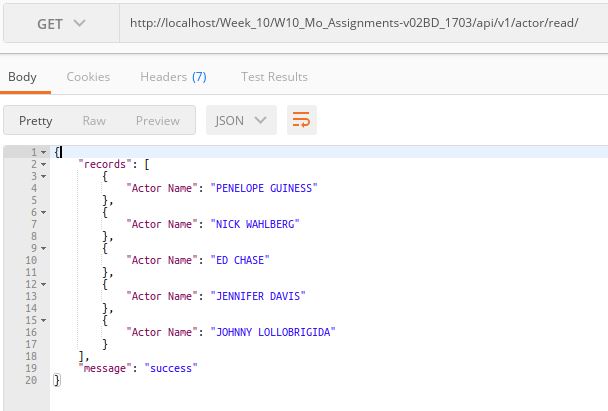 GET http://localhost/Week_10/W10_Mo_Assignments-v02BD_1703/api/v1/actor/read/
Body Cookies Headers (7) Test Results
Pretty Raw Preview JSON
1 {
2 "records": [
3 {
4 "Actor Name": "PENELOPE GUINESS"
5 },
6 {
7 "Actor Name": "NICK WAHLBERG"
8 },
9 {
10 "Actor Name": "ED CHASE"
11 },
12 {
13 "Actor Name": "JENNIFER DAVIS"
14 },
15 {
16 "Actor Name": "JOHNNY LOLLOBRIGIDA"
17 }
18 ],
19 "message": "success"
20 }